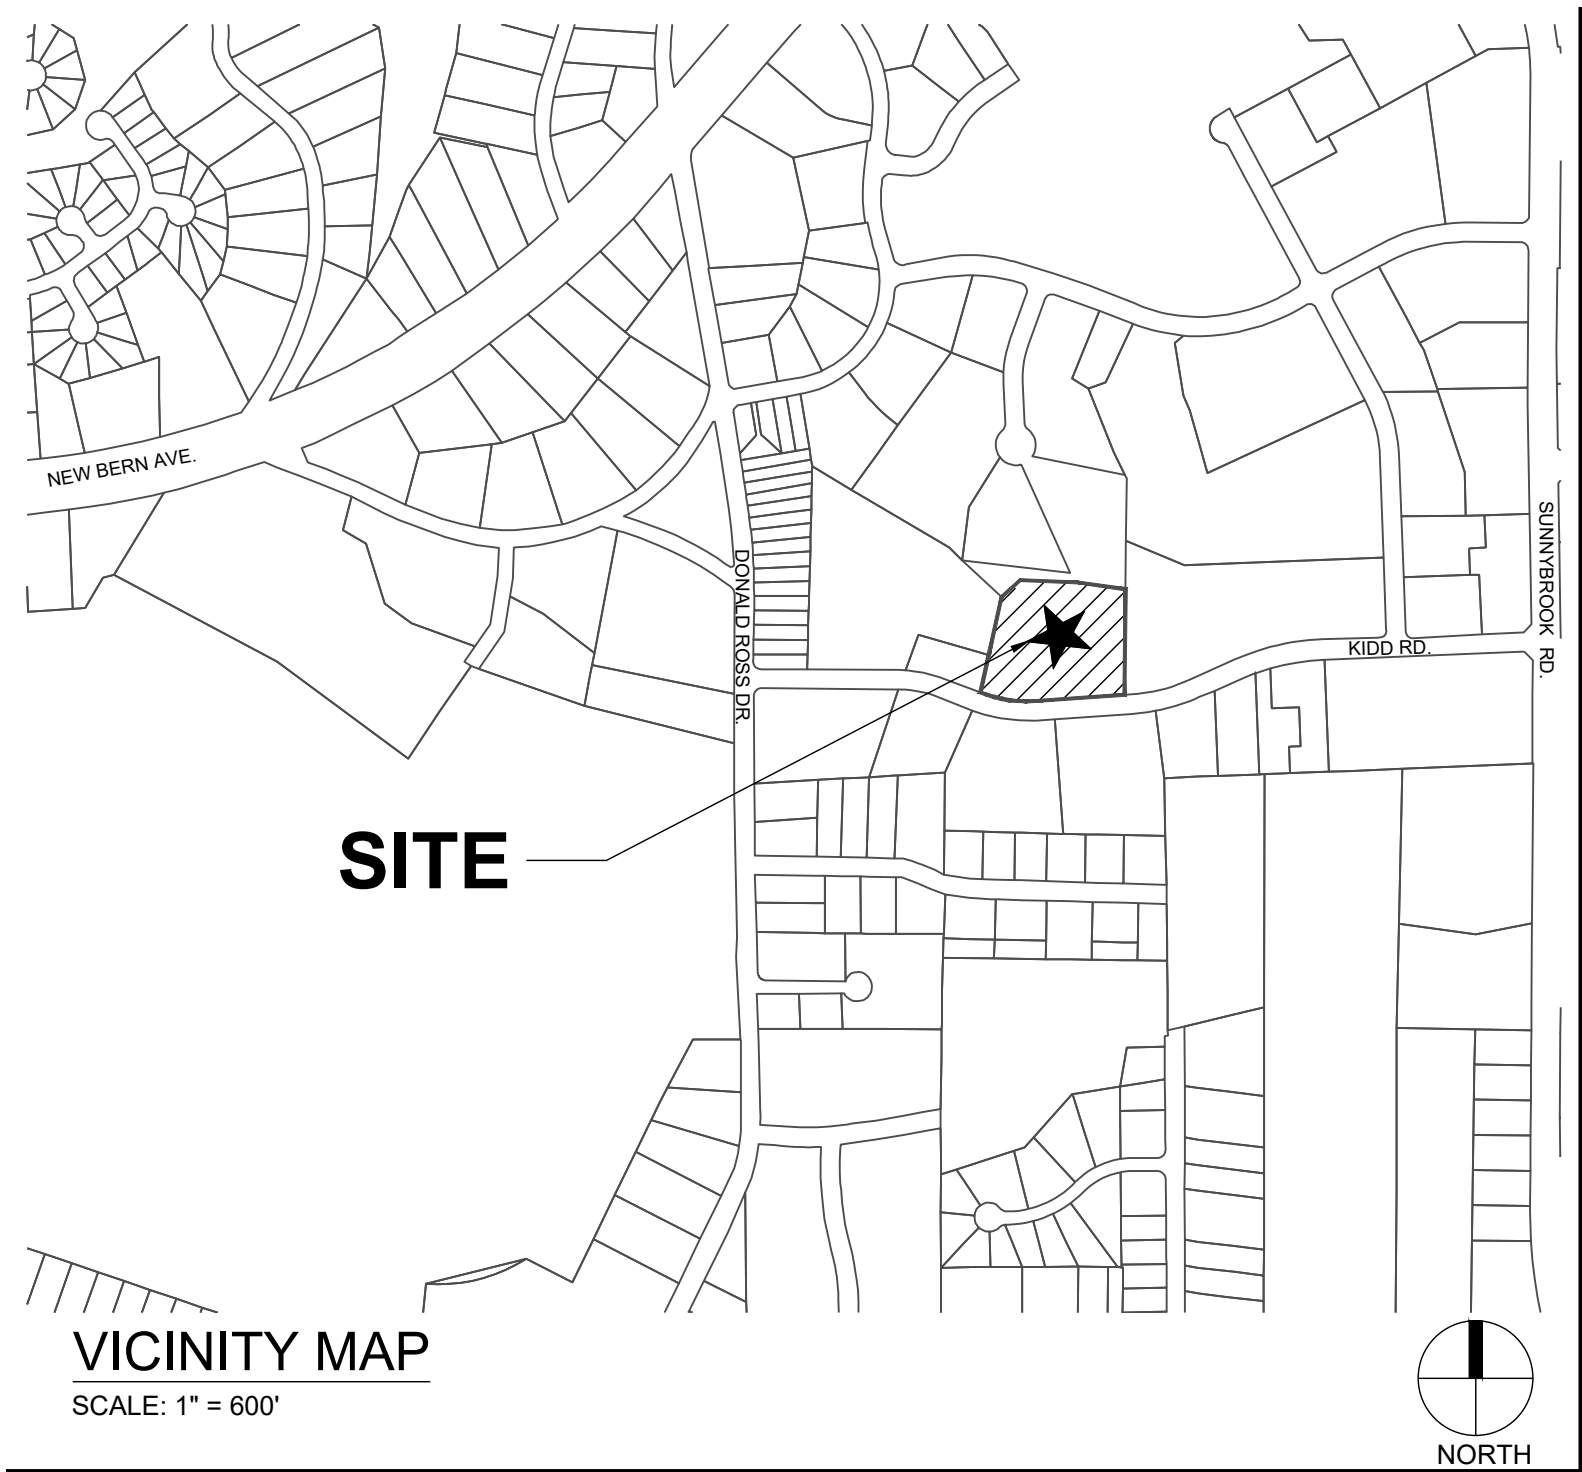 NEW BERN AVE.
DONALD ROSS DR.
SUNNYBROOK RD.
KIDD RD.
SITE
VICINITY MAP
SCALE: 1" = 600'
NORTH